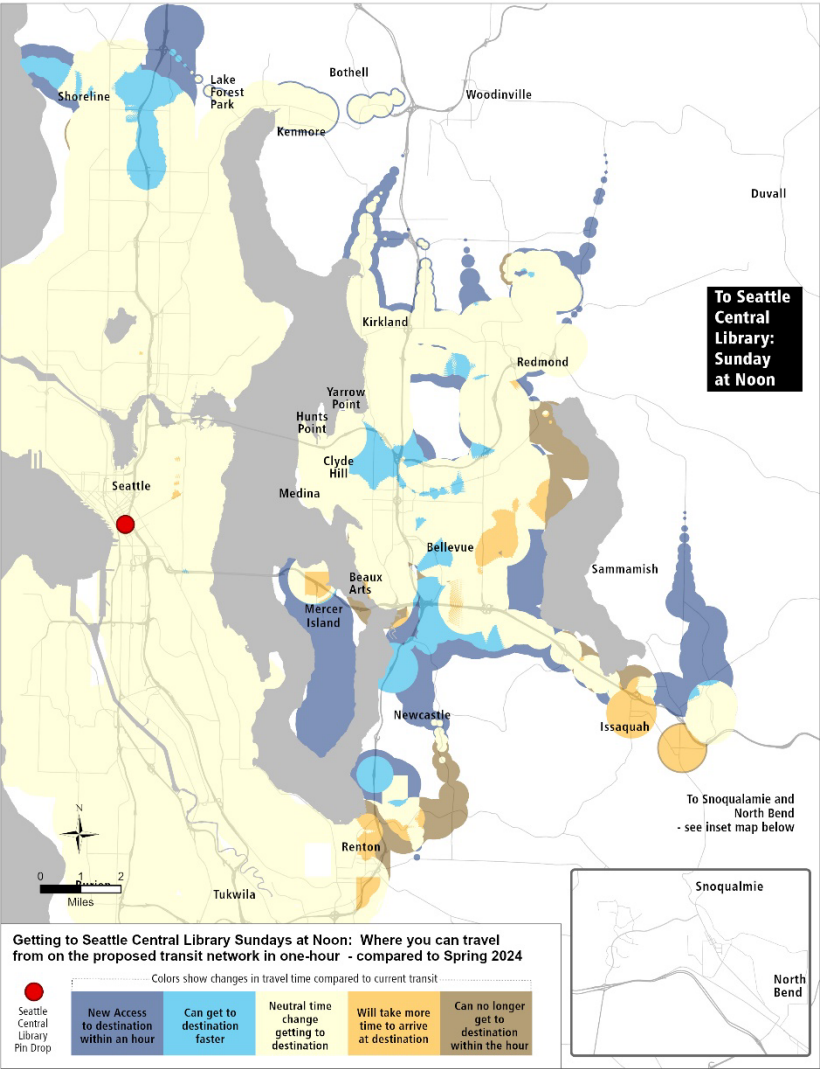 Bothell
Lake
Forest
Park
Shoreline
Woodinville
Kenmore
Duvall
To Seattle
Central
Library:
Sunday
at Noon
Kirkland
Redmond
Yarrow
Point
Hunts
Point
Clyde
Hill
Seattle
Medina
Bellevue
Sammamish
Beaux
Arts
Mercer
Island
Newcastle
Issaquah
To Snoqualamie and
North Bend
- see inset map below
N
Renton
0 1 2
Miles
Burien
Tukwila
Snoqualmie
North
Bend
Getting to Seattle Central Library Sundays at Noon: Where you can travel
from on the proposed transit network in one-hour - compared to Spring 2024
Colors show changes in travel time compared to current transit
Seattle
Central
Library
Pin Drop
New Access
to destination
within an hour
Can get to
destination
faster
Neutral time
change
getting to
destination
Will take more
time to arrive
at destination
Can no longer
get to
destination
within the hour